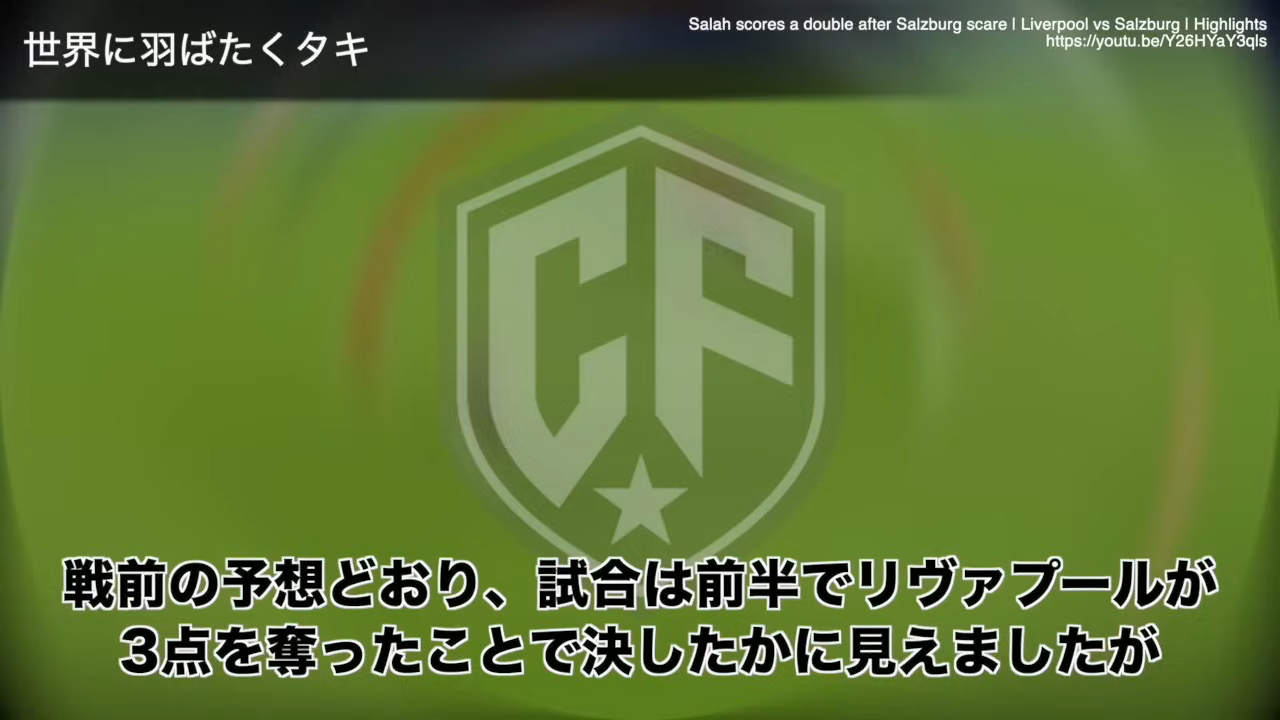 世界に羽ばたくタキ
Salah scores a double after Salzburg scare | Liverpool vs Salzburg | Highlights
https://youtu.be/Y26HYaY3qls
CF
戦前の予想どおり、試合は前半でリヴァプールが
3点を奪ったことで決したかに見えましたが